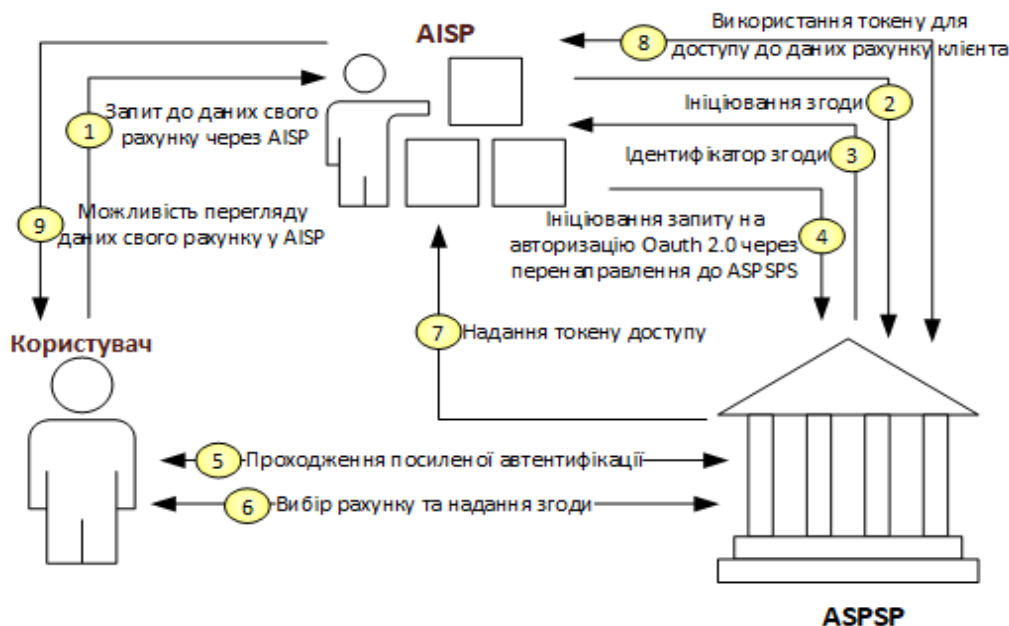 AISP
8
Використання токену для
доступу до даних рахунку клієнта
1
Запит до даних свого
рахунку через AISP
Ініціювання згоди
2
Ідентифікатор згоди
3
9
Можливість перегляду
даних свого рахунку у AISP
Ініціювання запиту на
авторизацію Oauth 2.0 через
перенаправлення до ASPSPS
4
7
Надання токену доступу
Користувач
5
Проходження посиленої автентифікації
6
Вибір рахунку та надання згоди
ASPSP